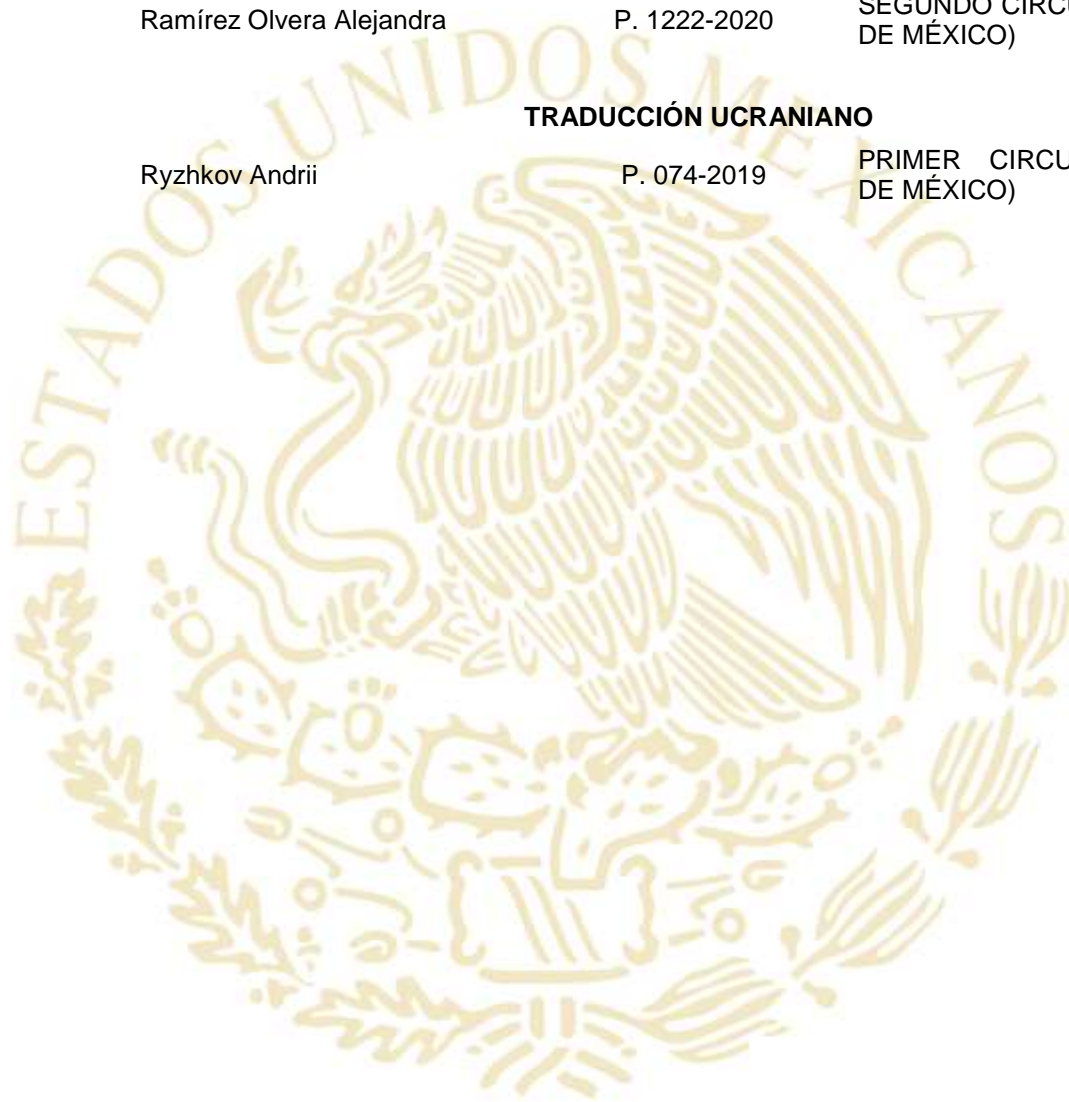 Ramírez Olvera Alejandra P. 1222-2020 SEGUNDO CIRCU
DE MÉXICO)
TRADUCCIÓN UCRANIANO
Ryzhkov Andrii P. 074-2019 PRIMER CIRCU
DE MÉXICO)
ESTADOS UNIDOS MEXICANOS